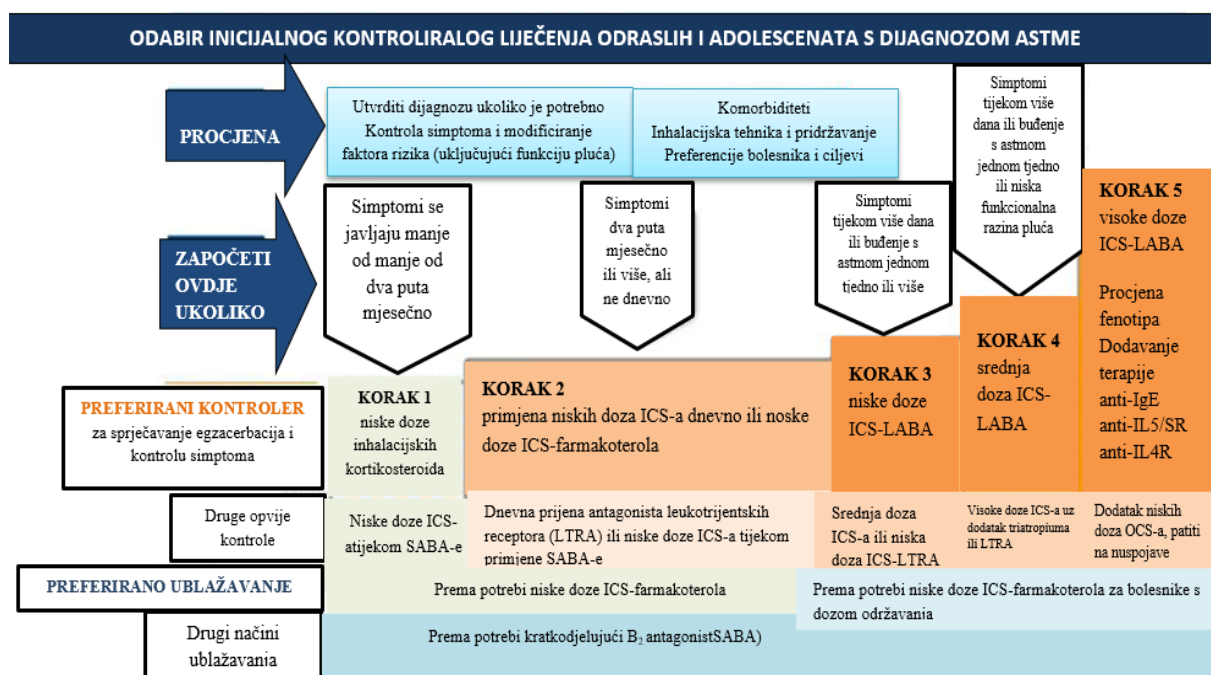 ODABIR INICIJALNOG KONTROLIRALOG LIJEČENJA ODRASLIH I ADOLESCENATA S DIJAGNOZOM ASTME
PROCJENA
Utvrditi dijagnozu ukoliko je potrebno
Kontrola simptoma i modificiranje
faktora rizika (uključujući funkciju pluća)
Komorbiditeti
Inhalacijska tehnika i pridržavanje
Preferencije bolesnika i ciljevi
ZAPOČETI
OVDJE
UKOLIKO
Simptomi se
javljaju manje
od manje od
dva puta
mjesečno
Simptomi
dva puta
mjesečno
ili više, ali
ne dnevno
Simptomi
tijekom više dana
ili buđenje s
astmom jednom
tjedno ili više
Simptomi
tijekom više
dana ili buđenje
s astmom
jednom tjedno
ili niska
funkcionalna
razina pluća
PREFERIRANI KONTROLER
za sprječavanje egzacerbacija i
kontrolu simptoma
KORAK 1
niske doze
inhalacijskih
kortikosteroida
KORAK 2
primjena niskih doza ICS-a dnevno ili noske
doze ICS-farmakoterola
KORAK 3
niske doze
ICS-LABA
KORAK 4
srednja
doza ICS-
LABA
KORAK 5
visoke doze
ICS-LABA
Procjena
fenotipa
Dodavanje
terapije
anti-IgE
anti-IL5/SR
anti-IL4R
Druge opvije
kontrole
Niske doze ICS-
atijekom SABA-e
Dnevna prijena antagonista leukotrijentskih
receptora (LTRA) ili niske doze ICS-a tijekom
primjene SABA-e
Srednja doza
ICS-a ili niska
doza ICS-LTRA
Visoke doze ICS-a uz
dodatak triatropiuma
ili LTRA
Dodatak niskih
doza OCS-a, patiti
na nuspojave
PREFERIRANO UBLAŽAVANJE
Prema potrebi niske doze ICS-farmakoterola
Prema potrebi niske doze ICS-farmakoterola za bolesnike s
dozom održavanja
Drugi načini
ublažavanja
Prema potrebi kratkodjelujući B₂ antagonistSABA)